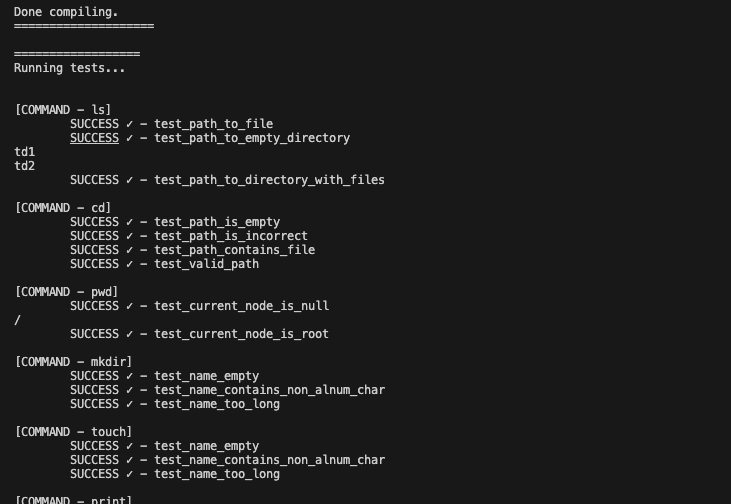 Done compiling.
====================
==================
Running tests...
[COMMAND – ls]
SUCCESS ✓ – test_path_to_file
SUCCESS ✓ – test_path_to_empty_directory
td1
td2
SUCCESS ✓ – test_path_to_directory_with_files
[COMMAND – cd]
SUCCESS ✓ – test_path_is_empty
SUCCESS ✓ – test_path_is_incorrect
SUCCESS ✓ – test_path_contains_file
SUCCESS ✓ – test_valid_path
[COMMAND – pwd]
SUCCESS ✓ – test_current_node_is_null
/
SUCCESS ✓ – test_current_node_is_root
[COMMAND – mkdir]
SUCCESS ✓ – test_name_empty
SUCCESS ✓ – test_name_contains_non_alnum_char
SUCCESS ✓ – test_name_too_long
[COMMAND – touch]
SUCCESS ✓ – test_name_empty
SUCCESS ✓ – test_name_contains_non_alnum_char
SUCCESS ✓ – test_name_too_long
[COMMAND – print]